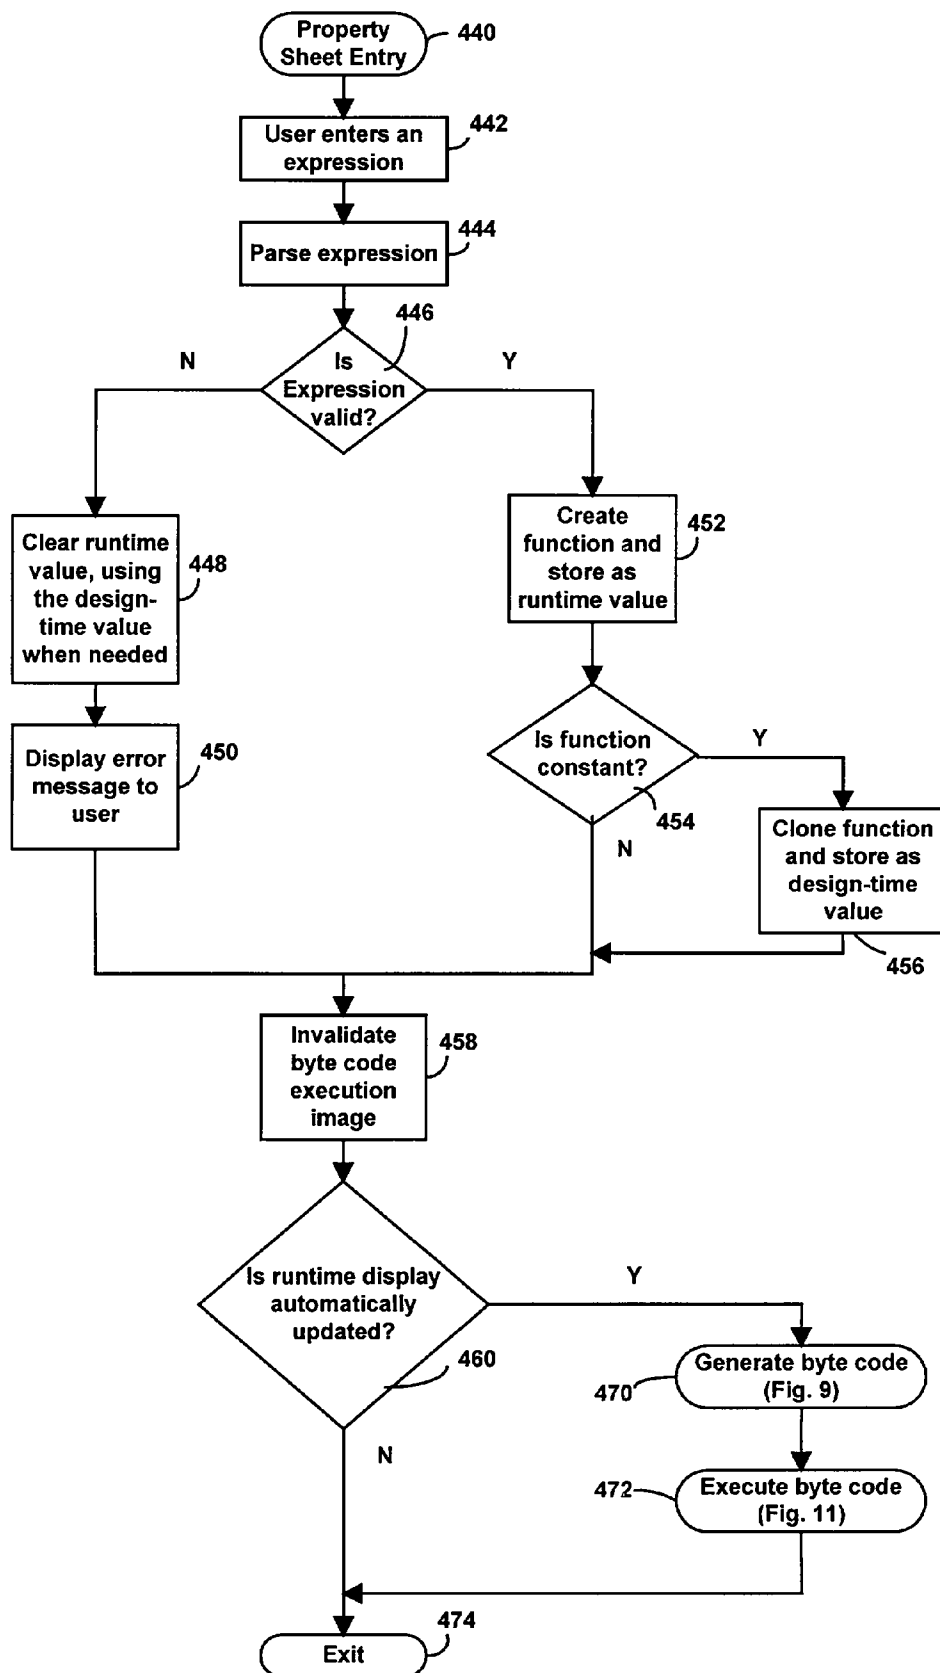 Property
Sheet Entry
440
User enters an
expression
442
Parse expression
444
Is
Expression
valid?
446
N
Y
Clear runtime
value, using
the design-
time value
when needed
448
Create
function and
store as
runtime value
452
Display error
message to
user
450
Is function
constant?
454
Y
N
Clone function
and store as
design-time
value
456
Invalidate
byte code
execution
image
458
Is runtime display
automatically
updated?
460
Y
N
Generate byte code
(Fig. 9)
470
Execute byte code
(Fig. 11)
472
Exit
474